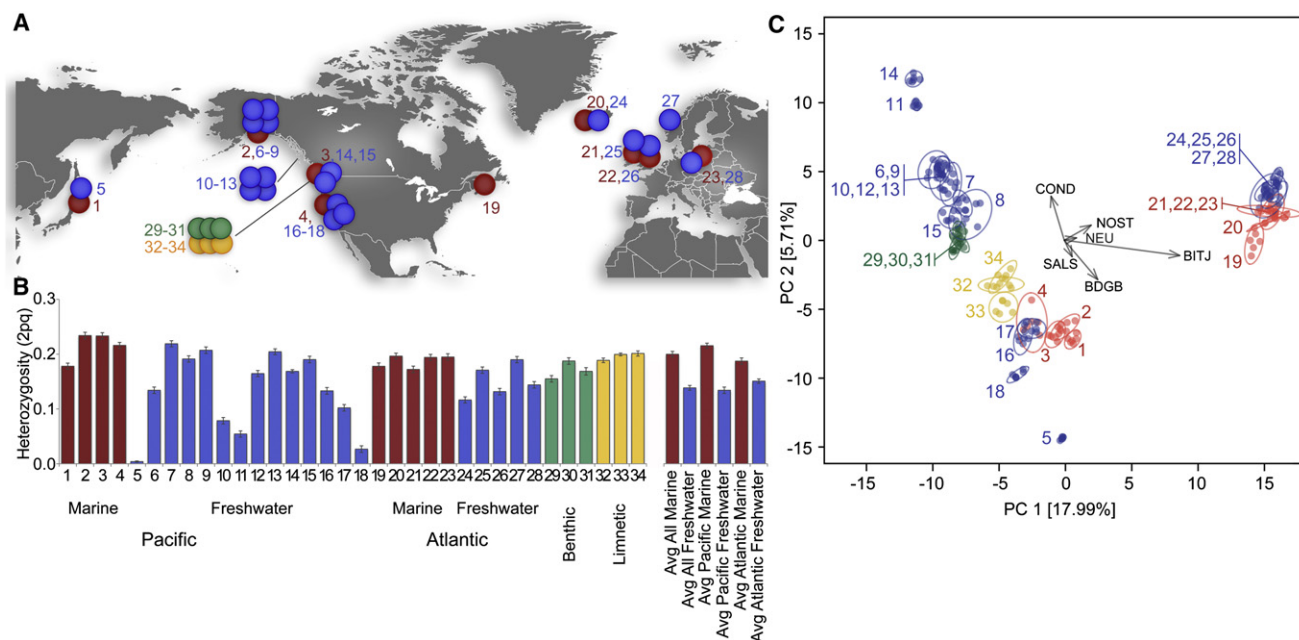 A
20,24
27
21,25
22,26
23,28
2,6-9
3,14,15
10-13
5
1
29-31
32-34
4,
16-18
19
B
Heterozygosity (2pq)
0.3
0.2
0.1
0.0
1 2 3 4 5 6 7 8 9 10 11 12 13 14 15 16 17 18 19 20 21 22 23 24 25 26 27 28 29 30 31 32 33 34
Marine
Freshwater
Marine
Freshwater
Pacific
Atlantic
Benthic
Limnetic
Avg All Marine
Avg All Freshwater
Avg Pacific Marine
Avg Pacific Freshwater
Avg Atlantic Marine
Avg Atlantic Freshwater
C
PC 2 [5.71%]
15
10
5
0
-5
-10
-15
14
11
6,9
10,12,13
7
8
15
29,30,31
COND
NOST
NEU
SALS
BITJ
BDGB
24,25,26
27,28
21,22,23
20
19
34
32
33
4
17
16
3
2
1
18
5
-15 -10 -5 0 5 10 15
PC 1 [17.99%]